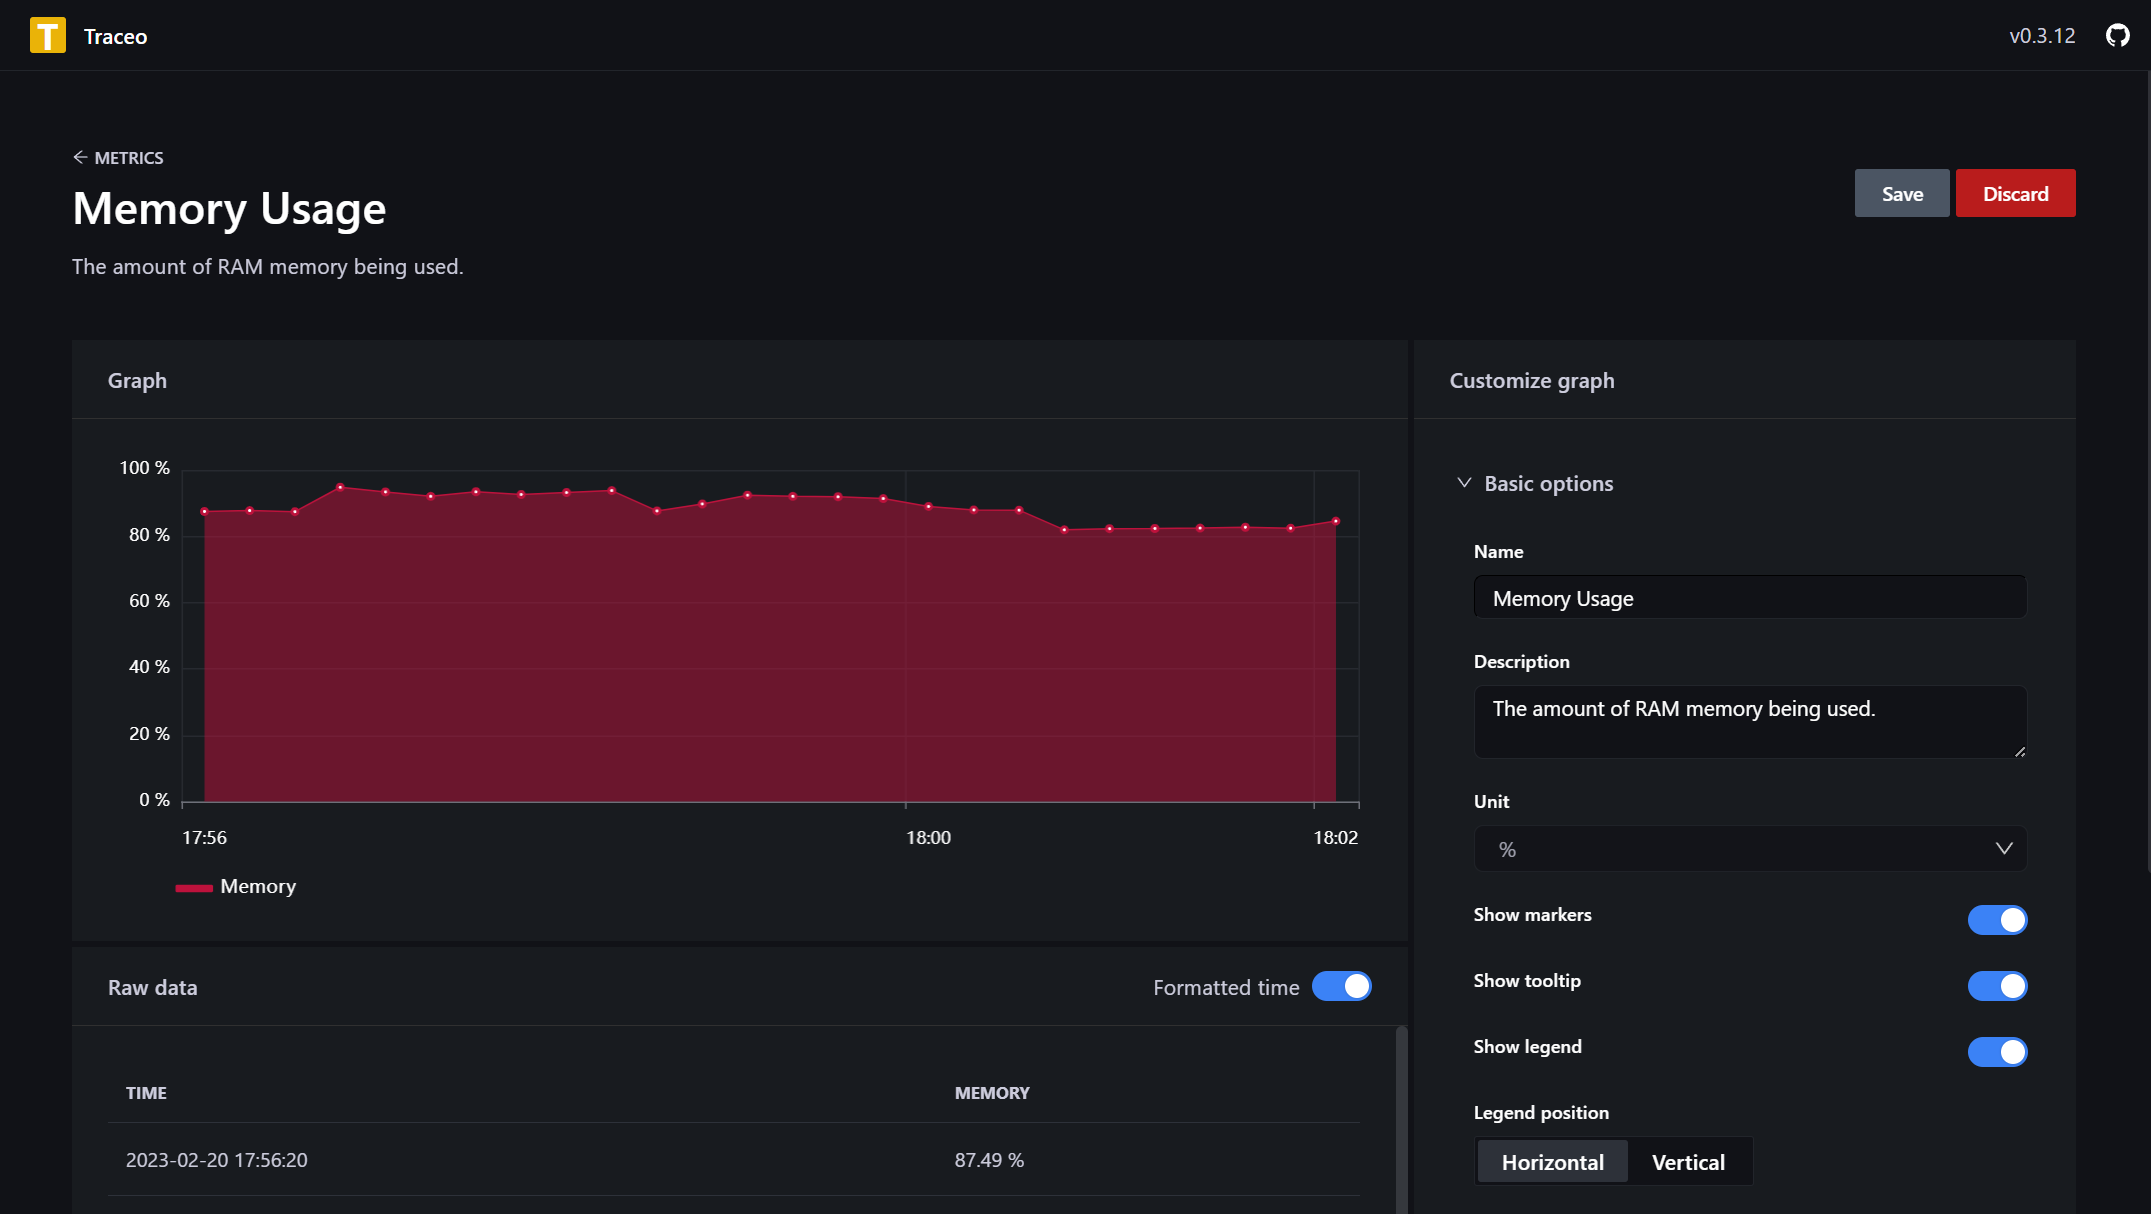 T Traceo
v0.3.12
METRICS
Memory Usage
The amount of RAM memory being used.
Save
Discard
Graph
100 %
80 %
60 %
40 %
20 %
0 %
17:56
18:00
18:02
Memory
Raw data
Formatted time
TIME
MEMORY
2023-02-20 17:56:20
87.49 %
Customize graph
Basic options
Name
Memory Usage
Description
The amount of RAM memory being used.
Unit
%
Show markers
Show tooltip
Show legend
Legend position
Horizontal
Vertical